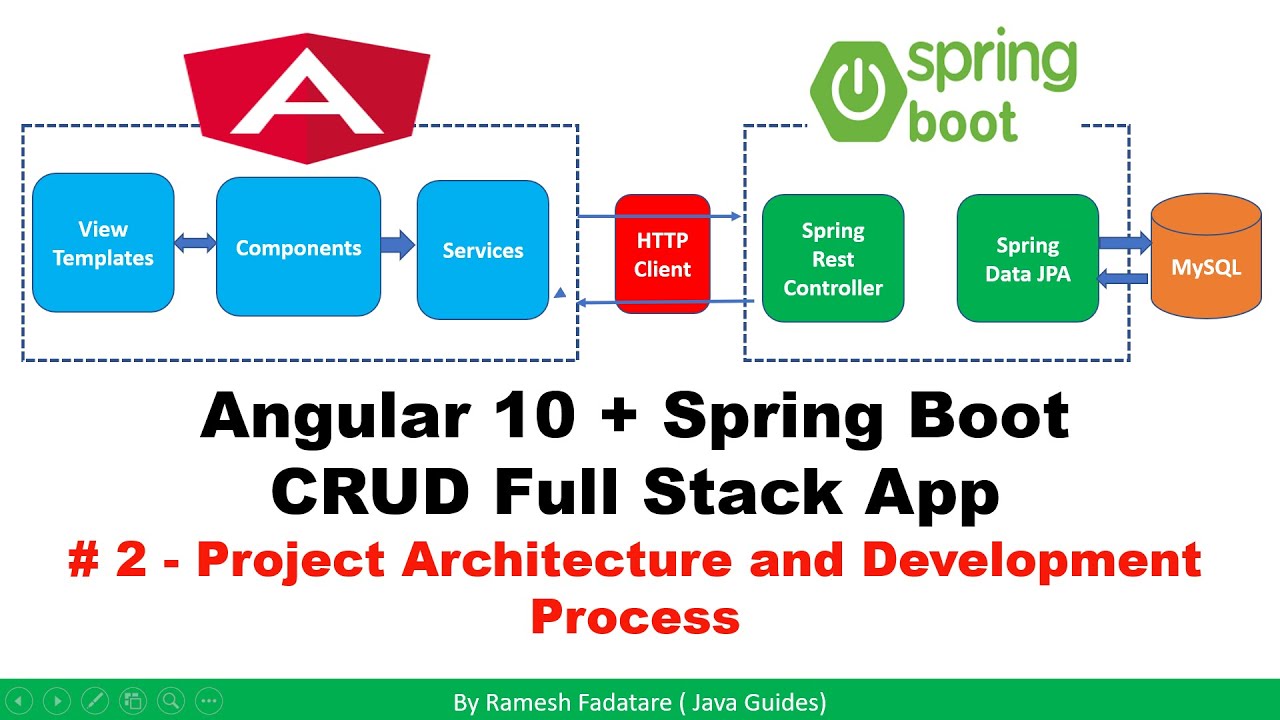 spring
boot
View
Templates
Components
Services
HTTP
Client
Spring
Rest
Controller
Spring
Data JPA
MySQL
Angular 10 + Spring Boot
CRUD Full Stack App
# 2 - Project Architecture and Development
Process
By Ramesh Fadatare ( Java Guides)